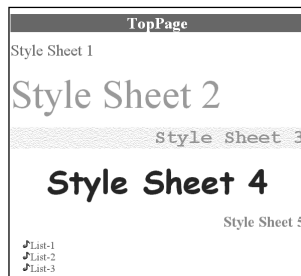 TopPage
Style Sheet 1
Style Sheet 2
Style Sheet 3
Style Sheet 4
Style Sheet 5
List-1
List-2
List-3